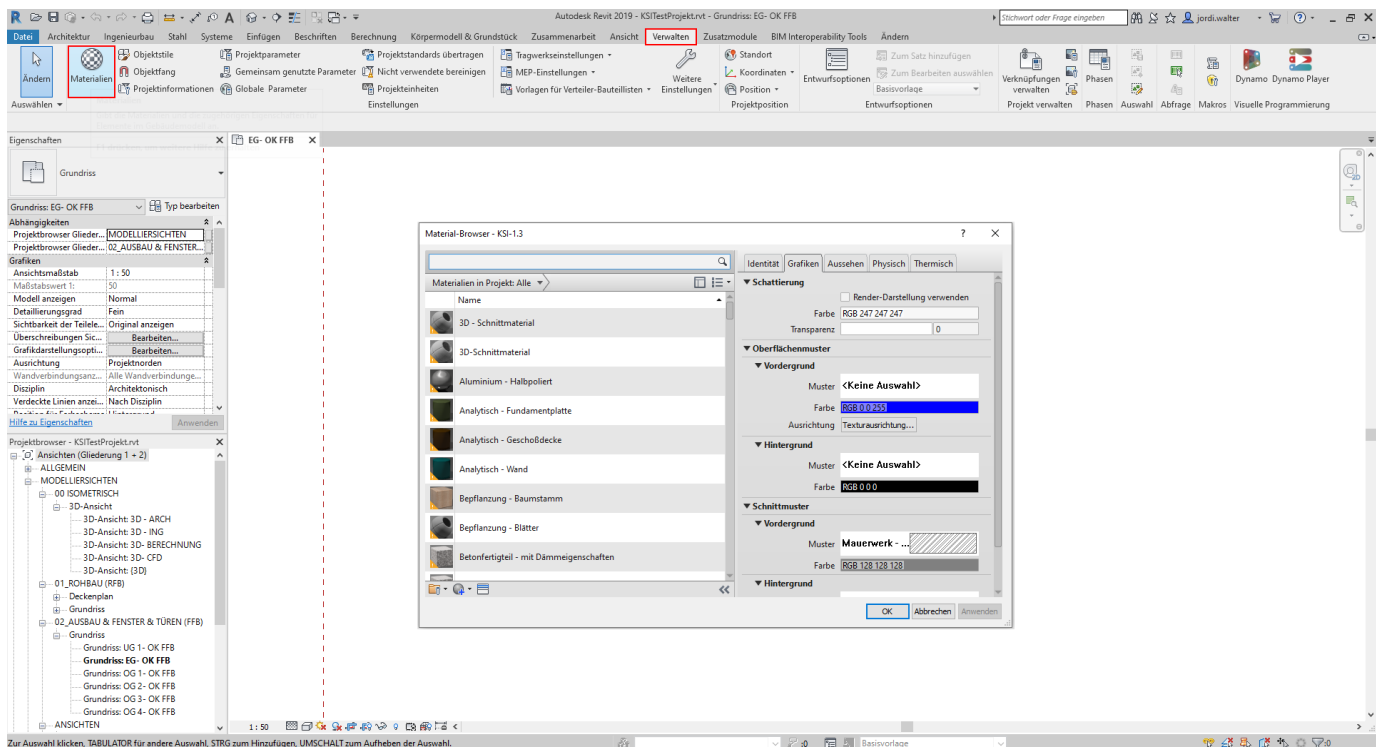 Autodesk Revit 2019 - KSITestProjekt.rvt - Grundriss: EG- OK FFB
Stichwort oder Frage eingeben
jordi.walter
Datei Architektur Ingenieurbau Stahl Systeme Einfügen Beschriften Berechnung Körpermodell & Grundstück Zusammenarbeit Ansicht Verwalten Zusatzmodule BIM Interoperability Tools Ändern
Ändern
Materialien
Objektstile
Objektfang
Projektinformationen
Projektparameter
Gemeinsam genutzte Parameter
Globale Parameter
Projektstandards übertragen
Nicht verwendete bereinigen
Projekteinheiten
Tragwerkseinstellungen
MEP-Einstellungen
Vorlagen für Verteiler-Bauteillisten
Weitere
Einstellungen
Standort
Koordinaten
Position
Entwurfsoptionen
Zum Satz hinzufügen
Zum Bearbeiten auswählen
Basisvorlage
Verknüpfungen
verwalten
Phasen
Dynamo Dynamo Player
Auswählen
Einstellungen
Projektposition
Entwurfsoptionen
Projekt verwalten
Phasen
Auswahl
Abfrage
Makros
Visuelle Programmierung
Eigenschaften
EG- OK FFB
Grundriss
Grundriss: EG- OK FFB
Typ bearbeiten
Abhängigkeiten
Projektbrowser Glieder... MODELLIERSICHTEN
Projektbrowser Glieder... 02_AUSBAU & FENSTER...
Grafiken
Ansichtsmaßstab 1 : 50
Maßstabswert 1: 50
Modell anzeigen Normal
Detaillierungsgrad Fein
Sichtbarkeit der Teilele... Original anzeigen
Überschreibungen Sic... Bearbeiten...
Grafikdarstellungsopti... Bearbeiten...
Ausrichtung Projektnorden
Wandverbindungsanz... Alle Wandverbindunge...
Disziplin Architektonisch
Verdeckte Linien anzei... Nach Disziplin
Hilfe zu Eigenschaften
Anwenden
Projektbrowser - KSITestProjekt.rvt
Ansichten (Gliederung 1 + 2)
ALLGEMEIN
MODELLIERSICHTEN
00 ISOMETRISCH
3D-Ansicht
3D-Ansicht: 3D - ARCH
3D-Ansicht: 3D - ING
3D-Ansicht: 3D- BERECHNUNG
3D-Ansicht: 3D- CFD
3D-Ansicht: {3D}
01_ROHBAU (RFB)
Deckenplan
Grundriss
02_AUSBAU & FENSTER & TÜREN (FFB)
Grundriss
Grundriss: UG 1- OK FFB
Grundriss: EG- OK FFB
Grundriss: OG 1- OK FFB
Grundriss: OG 2- OK FFB
Grundriss: OG 3- OK FFB
Grundriss: OG 4- OK FFB
ANSICHTEN
Material-Browser - KSI-1.3
Materialien in Projekt: Alle
Name
3D - Schnittmaterial
3D-Schnittmaterial
Aluminium - Halbpoliert
Analytisch - Fundamentplatte
Analytisch - Geschoßdecke
Analytisch - Wand
Bepflanzung - Baumstamm
Bepflanzung - Blätter
Betonfertigteil - mit Dämmeigenschaften
Identität Grafiken Aussehen Physisch Thermisch
Schattierung
Render-Darstellung verwenden
Farbe RGB 247 247 247
Transparenz 0
Oberflächenmuster
Vordergrund
Muster <Keine Auswahl>
Farbe RGB 0 0 255
Ausrichtung Texturausrichtung...
Hintergrund
Muster <Keine Auswahl>
Farbe RGB 0 0 0
Schnittmuster
Vordergrund
Muster Mauerwerk - ...
Farbe RGB 128 128 128
Hintergrund
OK Abbrechen Anwenden
2D
1 : 50
Zur Auswahl klicken, TABULATOR für andere Auswahl, STRG zum Hinzufügen, UMSCHALT zum Aufheben der Auswahl.
:0
Basisvorlage
:0